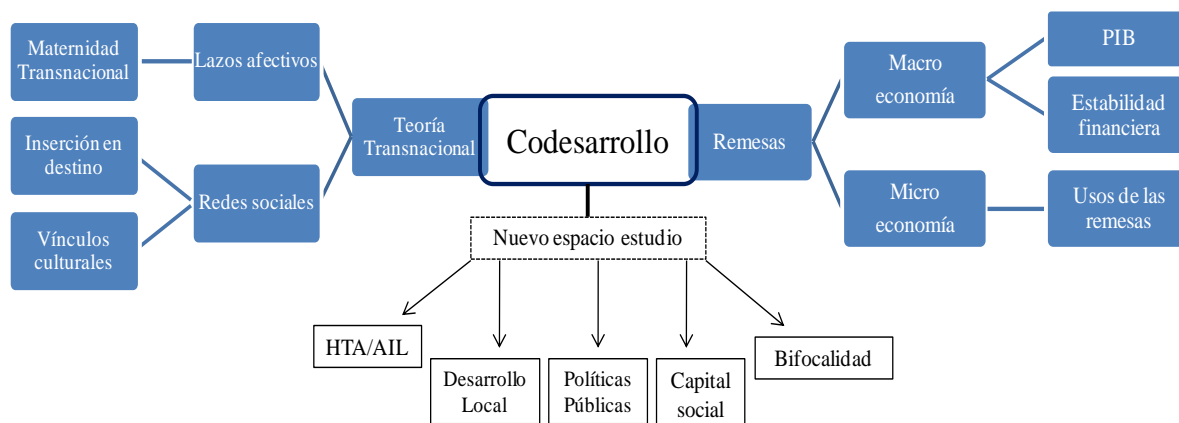 Maternidad
Transnacional
Lazos afectivos
Inserción en
destino
Vínculos
culturales
Redes sociales
Teoría
Transnacional
Codesarrollo
Remesas
Macro
economía
PIB
Estabilidad
financiera
Micro
economía
Usos de las
remesas
Nuevo espacio estudio
HTA/AIL
Desarrollo
Local
Políticas
Públicas
Capital
social
Bifocalidad